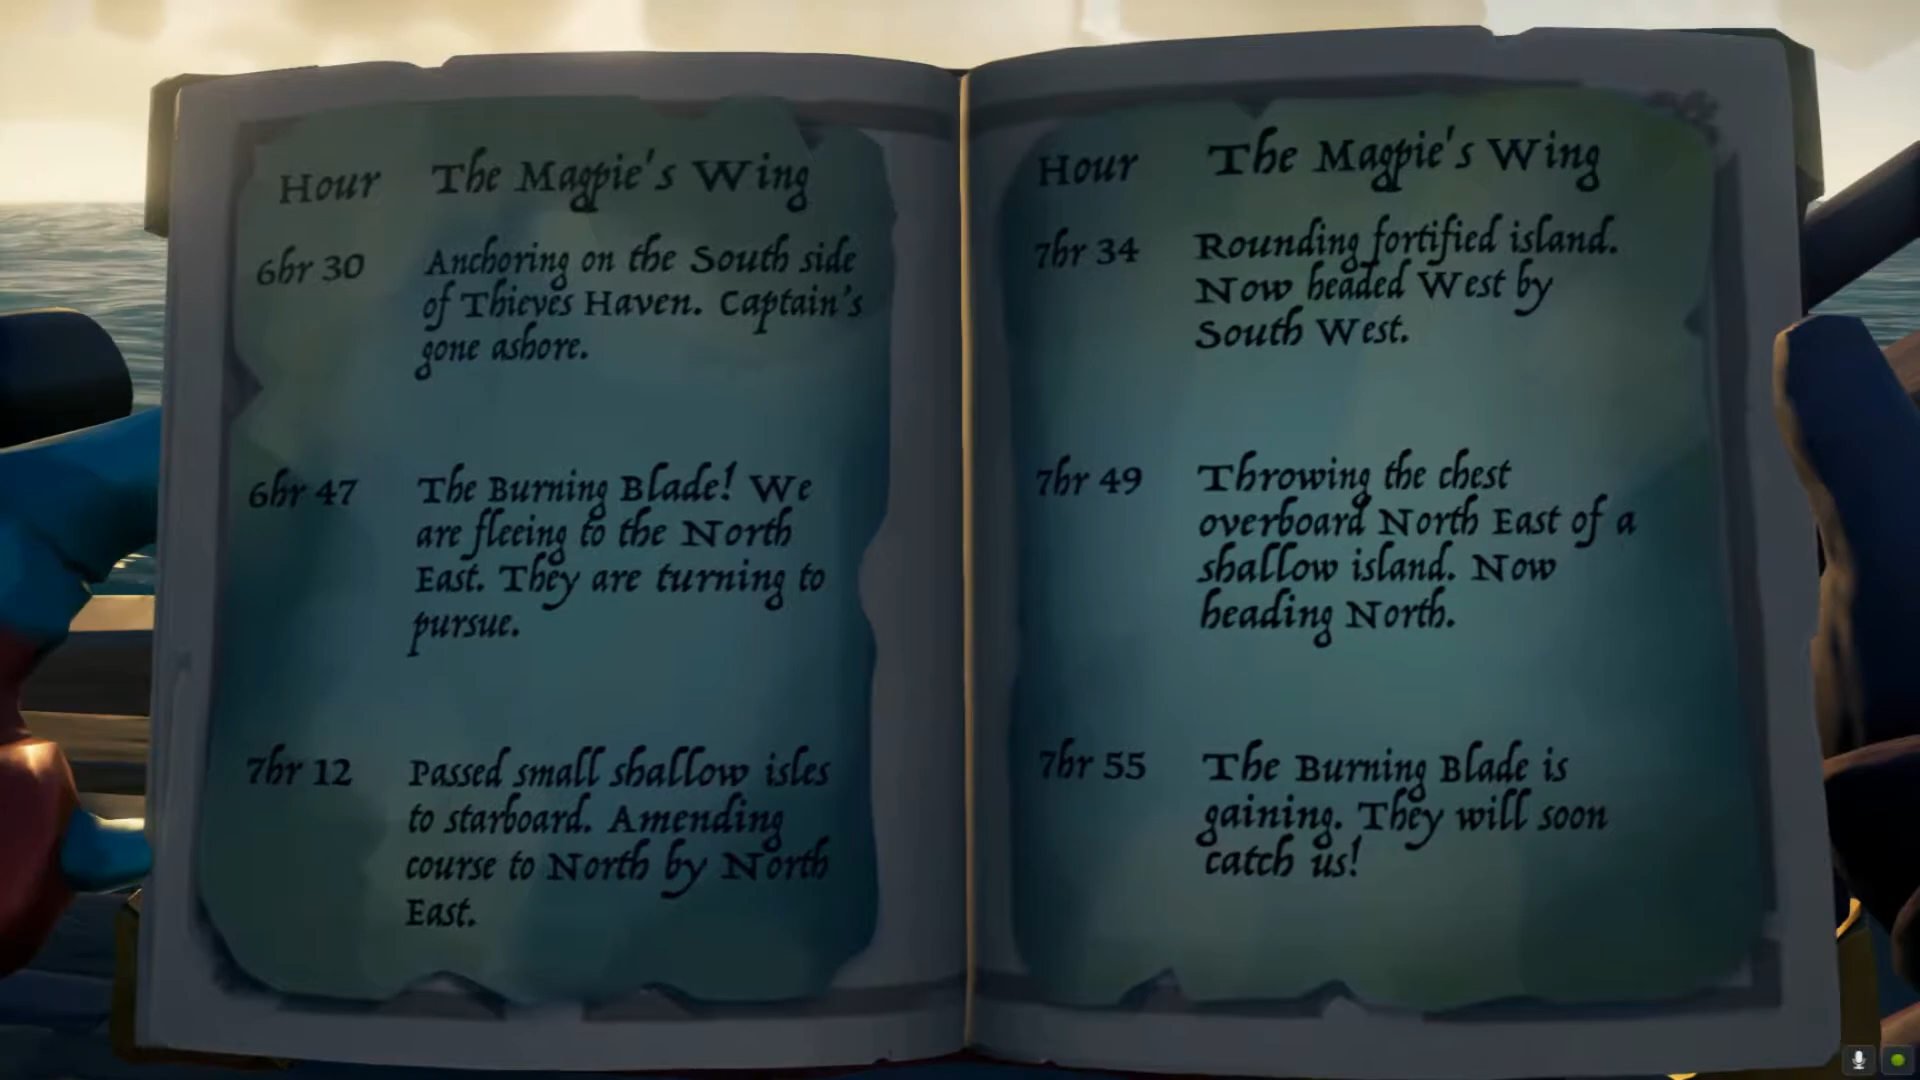 Hour The Magpie's Wing
6hr 30 Anchoring on the South side
of Thieves Haven. Captain's
gone ashore.
6hr 47 The Burning Blade! We
are fleeing to the North
East. They are turning to
pursue.
7hr 12 Passed small shallow isles
to starboard. Amending
course to North by North
East.
Hour The Magpie's Wing
7hr 34 Rounding fortified island.
Now headed West by
South West.
7hr 49 Throwing the chest
overboard North East of a
shallow island. Now
heading North.
7hr 55 The Burning Blade is
gaining. They will soon
catch us!